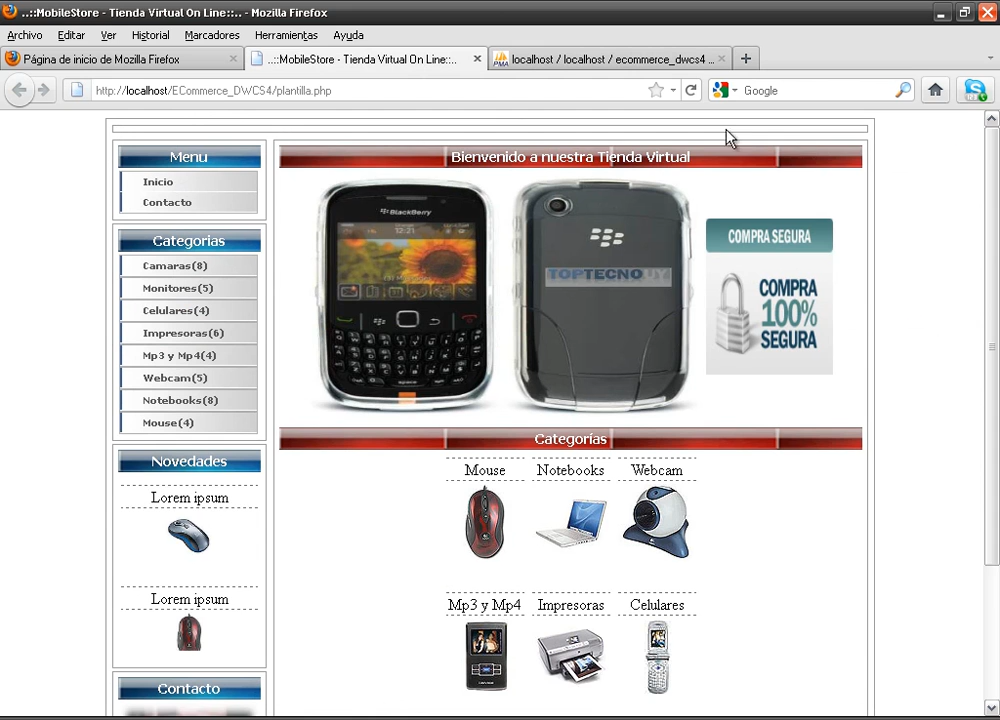 ..::MobileStore - Tienda Virtual On Line::.. - Mozilla Firefox
Archivo Editar Ver Historial Marcadores Herramientas Ayuda
Página de inicio de Mozilla Firefox
..::MobileStore - Tienda Virtual On Line::...
localhost / localhost / ecommerce_dwcs4 ...
http://localhost/ECommerce_DWCS4/plantilla.php
Google
Menu
Inicio
Contacto
Categorias
Camaras(8)
Monitores(5)
Celulares(4)
Impresoras(6)
Mp3 y Mp4(4)
Webcam(5)
Notebooks(8)
Mouse(4)
Novedades
Lorem ipsum
Lorem ipsum
Contacto
Bienvenido a nuestra Tienda Virtual
BlackBerry
12:21
TOPTECNOUY
COMPRA SEGURA
COMPRA
100%
SEGURA
Categorías
Mouse Notebooks Webcam
Mp3 y Mp4 Impresoras Celulares